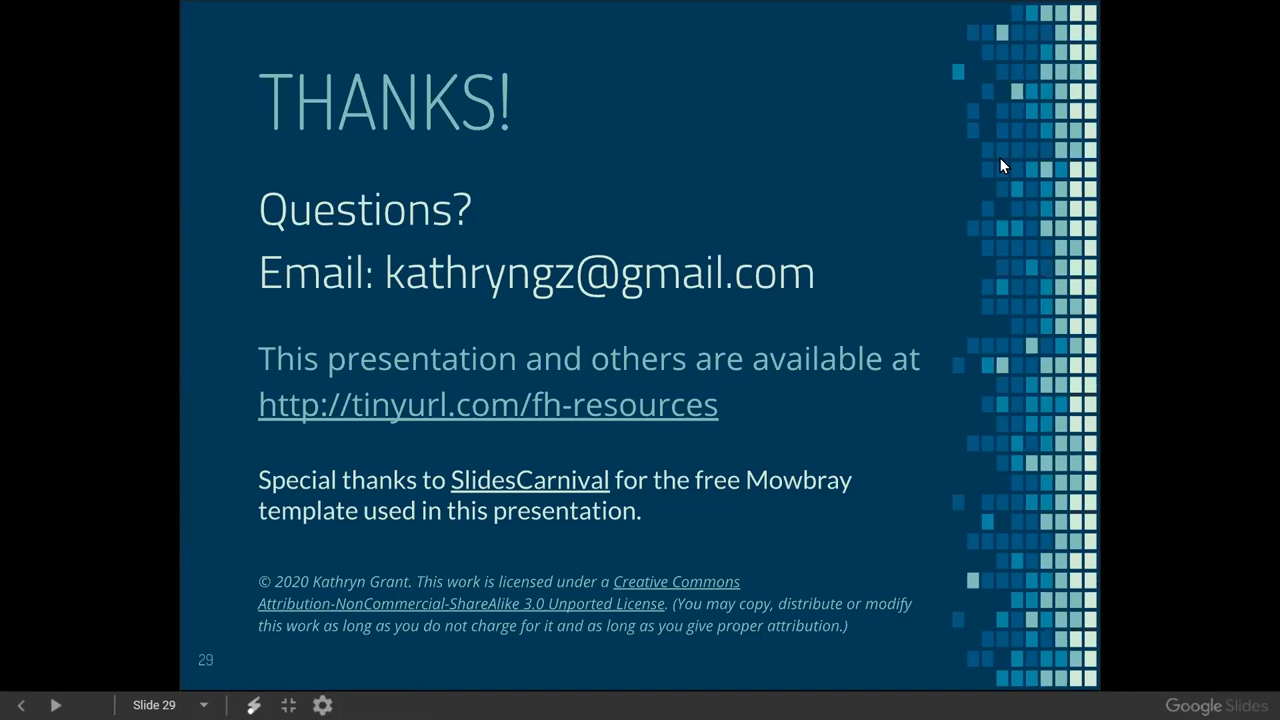 THANKS!
Questions?
Email: kathryngz@gmail.com
This presentation and others are available at
http://tinyurl.com/fh-resources
Special thanks to SlidesCarnival for the free Mowbray
template used in this presentation.
© 2020 Kathryn Grant. This work is licensed under a Creative Commons
Attribution-NonCommercial-ShareAlike 3.0 Unported License. (You may copy, distribute or modify
this work as long as you do not charge for it and as long as you give proper attribution.)
29
Slide 29
Google Slides